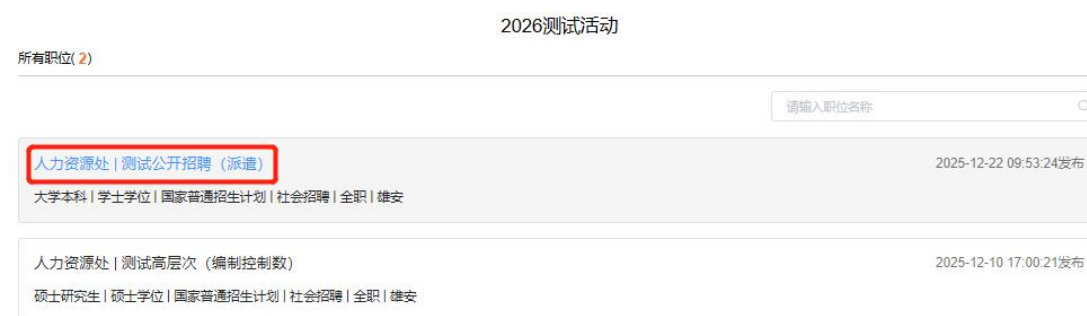 2026测试活动
所有职位( 2)
请输入职位名称
人力资源处 | 测试公开招聘（派遣） 2025-12-22 09:53:24发布
大学本科 | 学士学位 | 国家普通招生计划 | 社会招聘 | 全职 | 雄安
人力资源处 | 测试高层次（编制控制数） 2025-12-10 17:00:21发布
硕士研究生 | 硕士学位 | 国家普通招生计划 | 社会招聘 | 全职 | 雄安